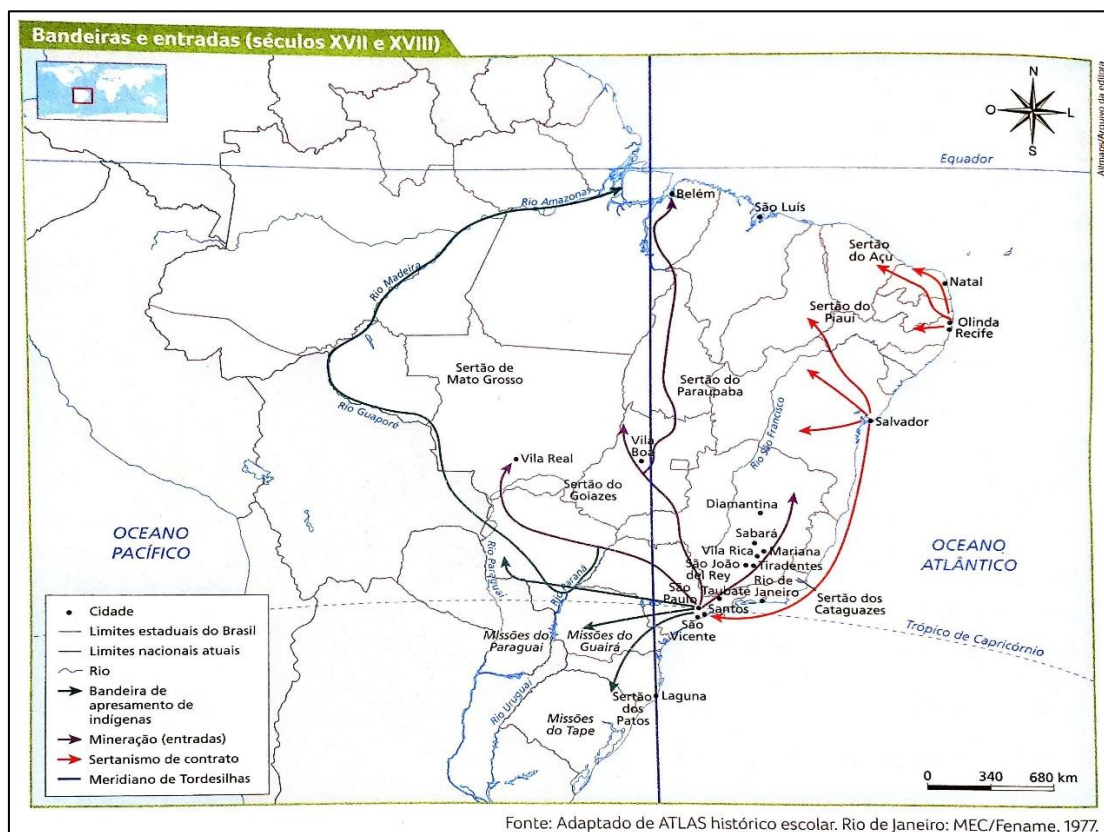 Bandeiras e entradas (séculos XVII e XVIII)
Allmaps/Arquivo da editora
N
O
L
S
Equador
Rio Amazonas
Belém
São Luís
Sertão
do Açu
Natal
Rio Madeira
Sertão do
Piauí
Olinda
Recife
Sertão de
Mato Grosso
Sertão do
Paraupaba
Rio Guaporé
Rio São Francisco
Salvador
Vila
Boa
Vila Real
Sertão do
Goiazes
Diamantina
OCEANO
PACÍFICO
Sabará
Vila Rica
Mariana
São João
del Rey
Tiradentes
OCEANO
ATLÂNTICO
Rio Paraguai
Rio Paraná
São
Paulo
Taubaté
Rio de
Janeiro
Santos
São
Vicente
Sertão dos
Cataguazes
Trópico de Capricórnio
Missões do
Paraguai
Missões do
Guairá
Rio Uruguai
Sertão
dos
Patos
Laguna
Missões
do Tape
Cidade
Limites estaduais do Brasil
Limites nacionais atuais
Rio
Bandeira de
apresamento de
indígenas
Mineração (entradas)
Sertanismo de contrato
Meridiano de Tordesilhas
0 340 680 km
Fonte: Adaptado de ATLAS histórico escolar. Rio de Janeiro: MEC/Fename, 1977.